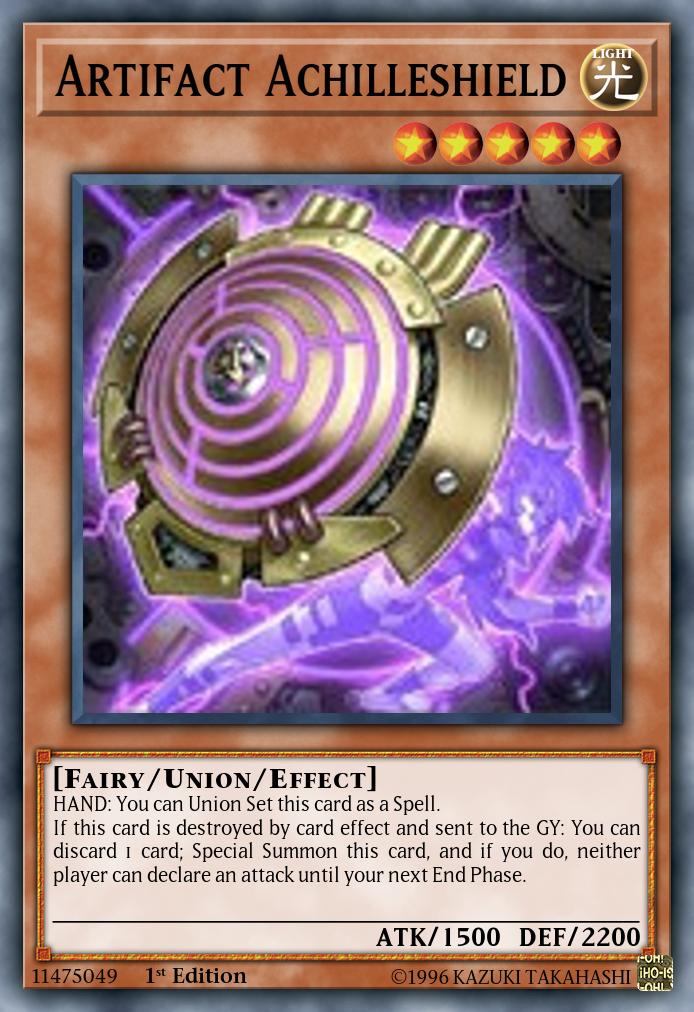 Artifact Achilleshield
LIGHT
光
[Fairy/Union/Effect]
HAND: You can Union Set this card as a Spell.
If this card is destroyed by card effect and sent to the GY: You can
discard 1 card; Special Summon this card, and if you do, neither
player can declare an attack until your next End Phase.
ATK/1500 DEF/2200
11475049 1st Edition ©1996 KAZUKI TAKAHASHI